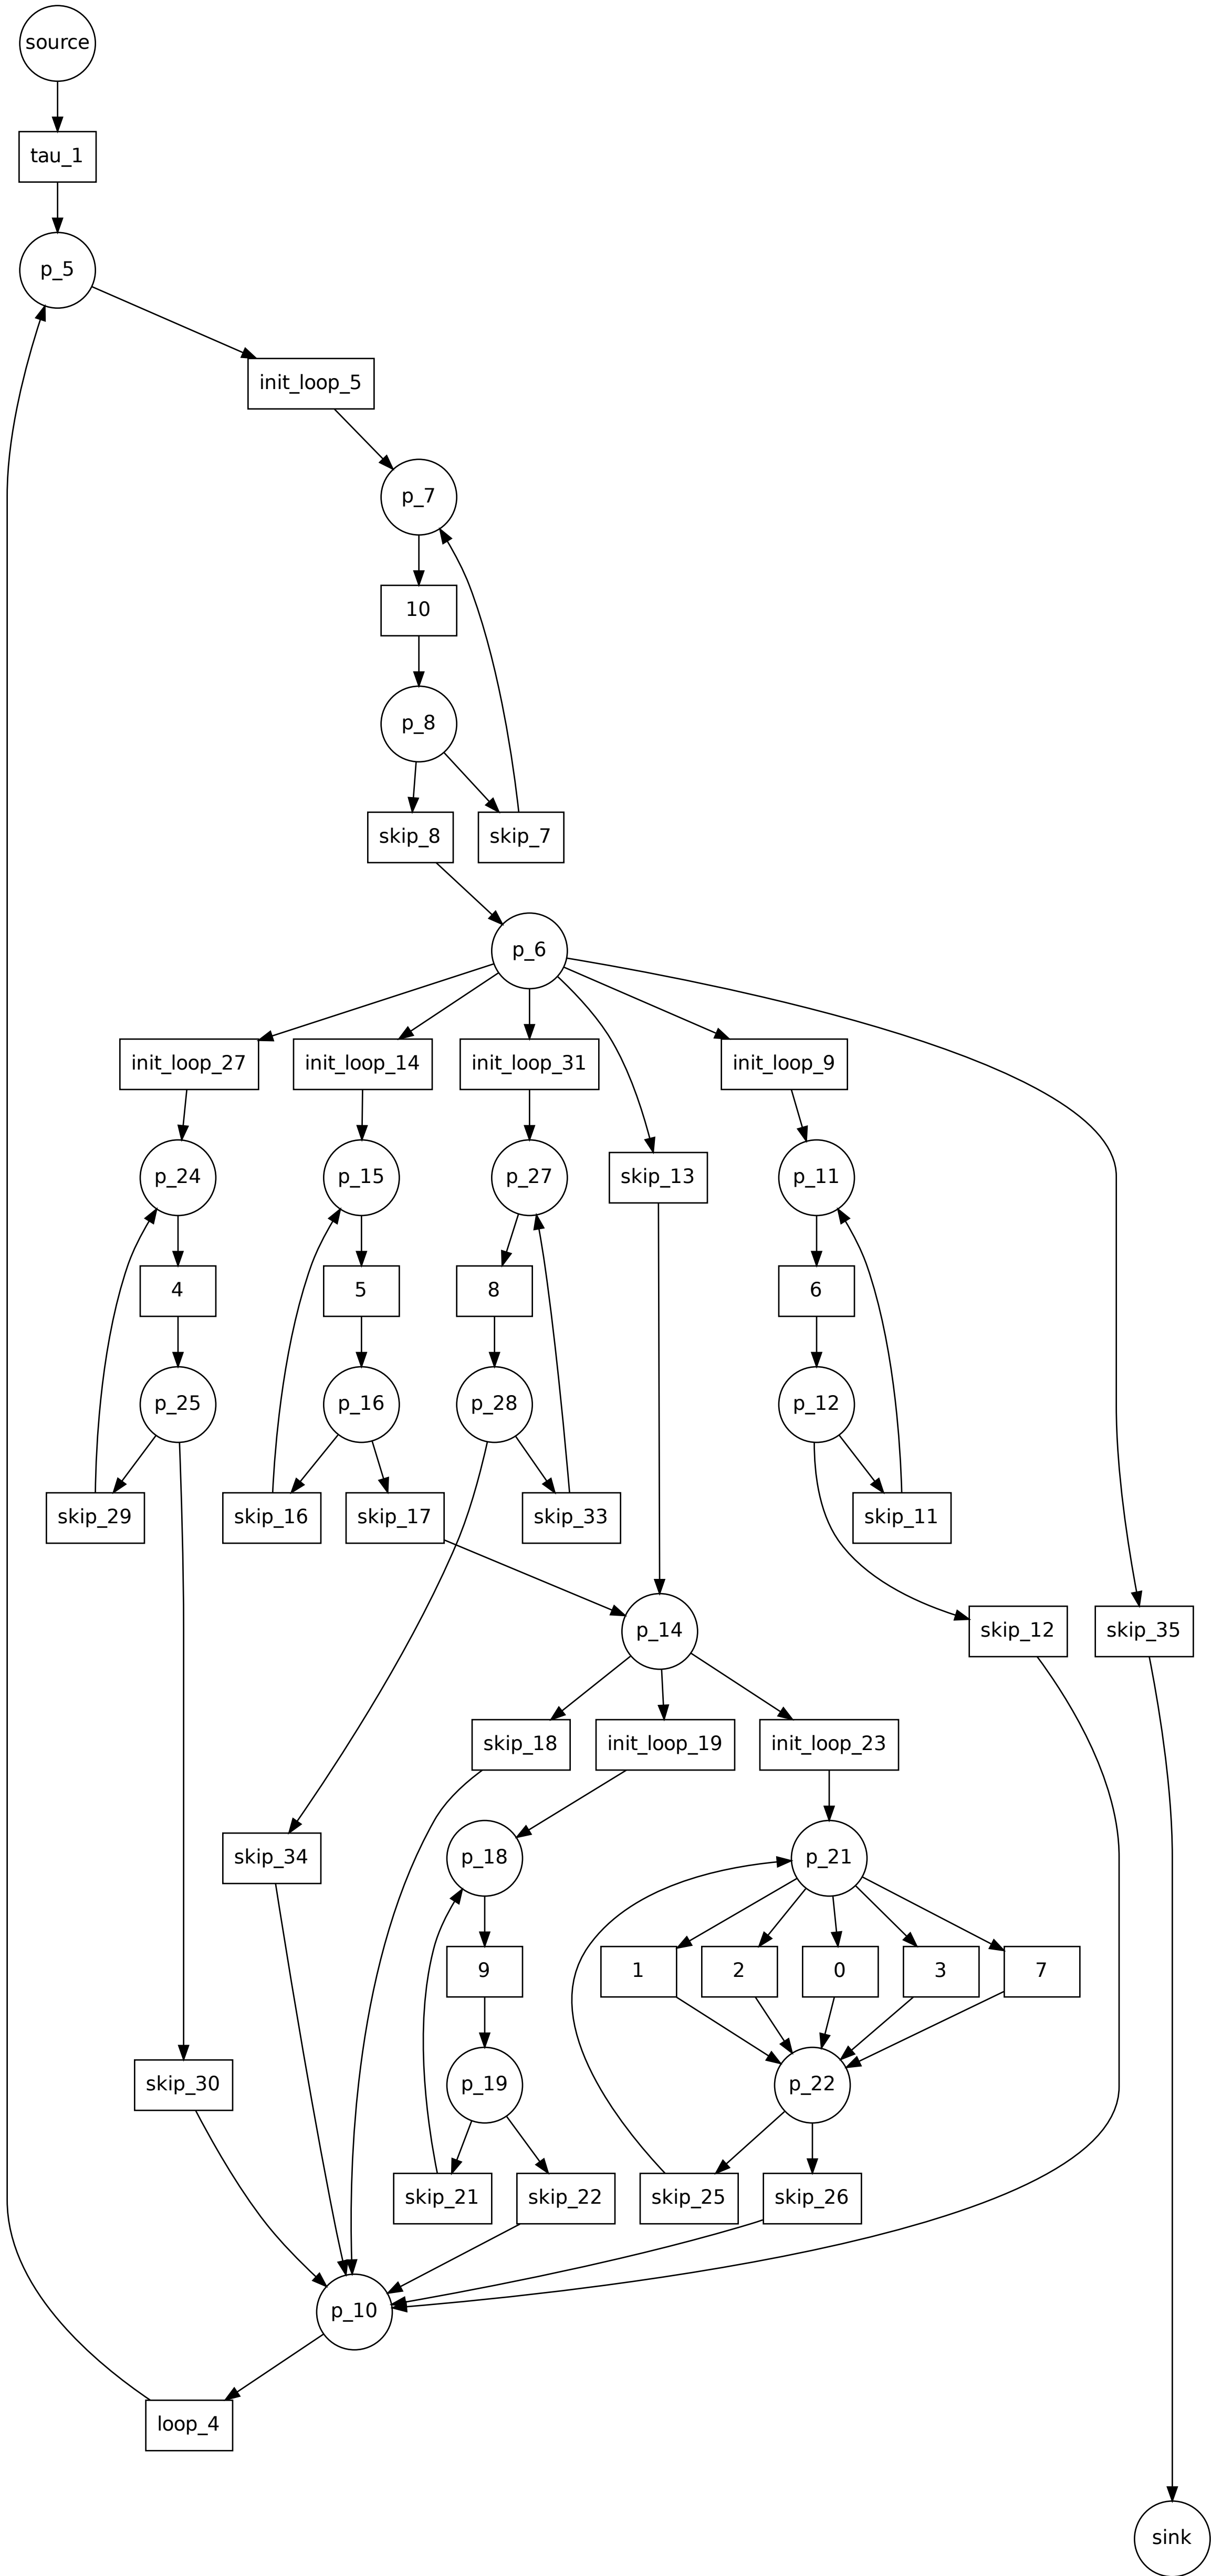 source
tau_1
p_5
init_loop_5
p_7
10
p_8
skip_8 skip_7
p_6
init_loop_27 init_loop_14 init_loop_31 init_loop_9
p_24 p_15 p_27 skip_13 p_11
4 5 8 6
p_25 p_16 p_28 p_12
skip_29 skip_16 skip_17 skip_33 skip_11
p_14 skip_12 skip_35
skip_18 init_loop_19 init_loop_23
skip_34 p_18 p_21
9 1 2 0 3 7
skip_30 p_19 p_22
skip_21 skip_22 skip_25 skip_26
p_10
loop_4
sink